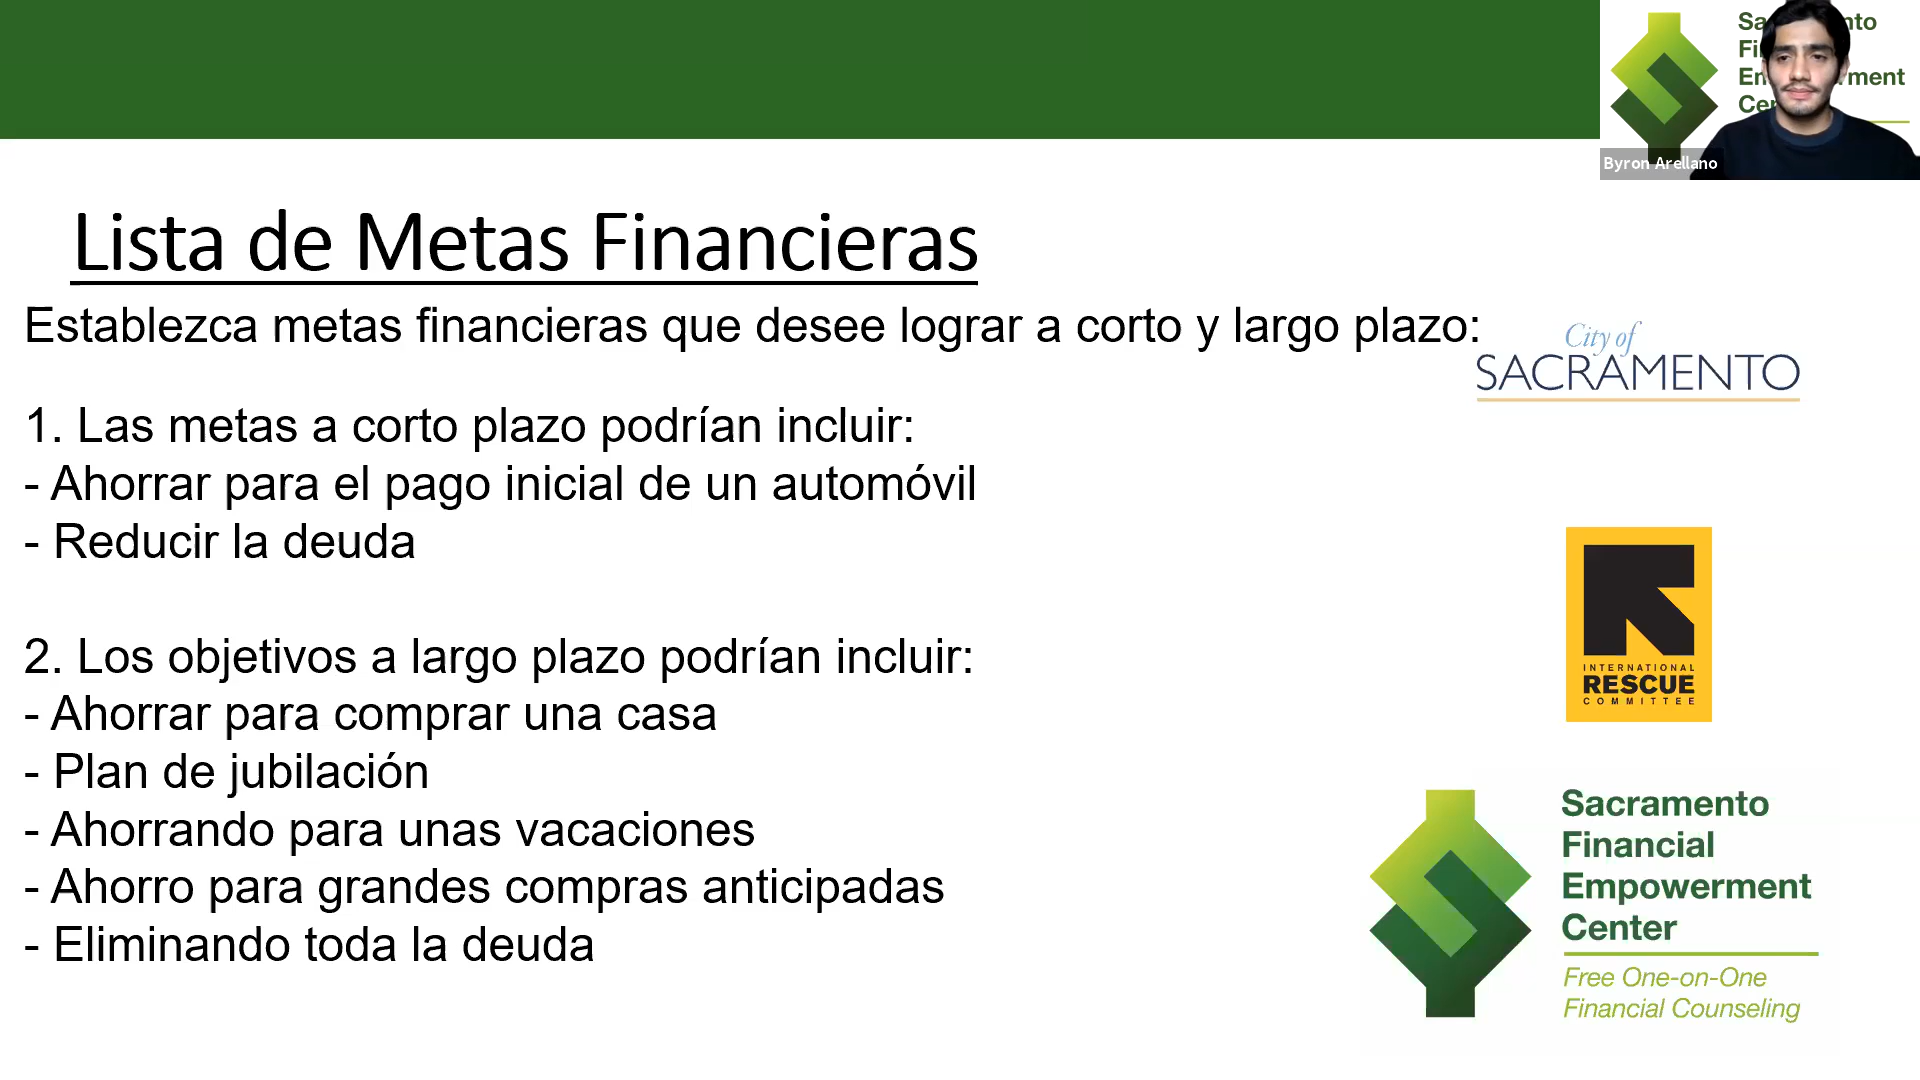 Byron Arellano
Lista de Metas Financieras
Establezca metas financieras que desee lograr a corto y largo plazo:
1. Las metas a corto plazo podrían incluir:
- Ahorrar para el pago inicial de un automóvil
- Reducir la deuda
2. Los objetivos a largo plazo podrían incluir:
- Ahorrar para comprar una casa
- Plan de jubilación
- Ahorrando para unas vacaciones
- Ahorro para grandes compras anticipadas
- Eliminando toda la deuda
City of
SACRAMENTO
INTERNATIONAL
RESCUE
COMMITTEE
Sacramento
Financial
Empowerment
Center
Free One-on-One
Financial Counseling